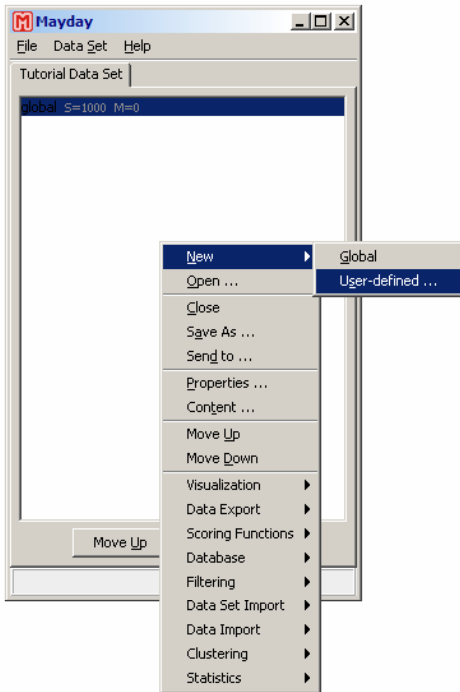 Mayday
File Data Set Help
Tutorial Data Set
global S=1000 M=0
New
Global
Open ...
User-defined ...
Close
Save As ...
Send to ...
Properties ...
Content ...
Move Up
Move Down
Visualization
Data Export
Scoring Functions
Move Up
Database
Filtering
Data Set Import
Data Import
Clustering
Statistics